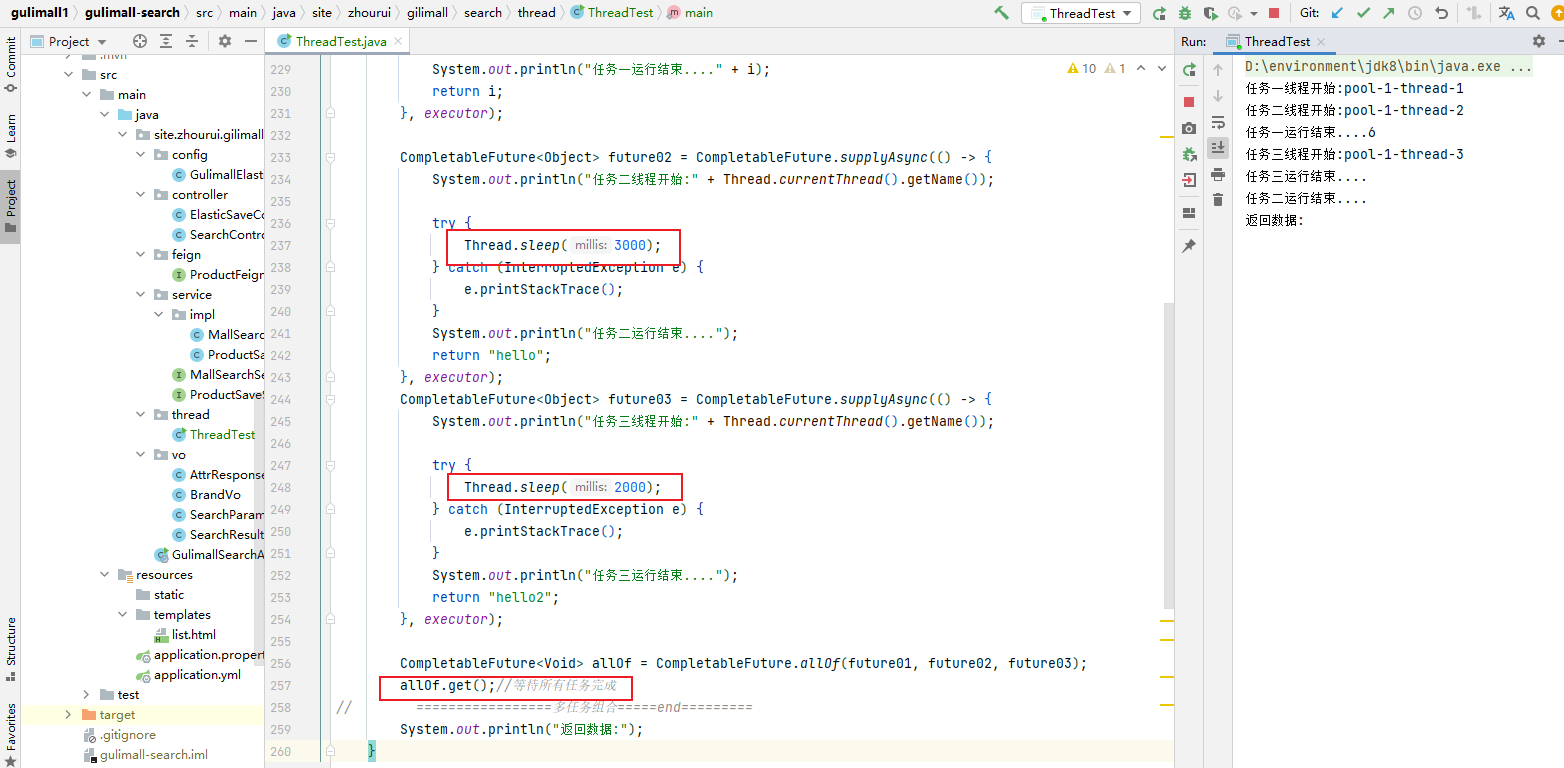 gulimall1 gulimall-search src main java site zhourui gilimall search thread ThreadTest main
ThreadTest Git:
Project
ThreadTest.java
Run: ThreadTest
Commit
Learn
Project
Structure
Favorites
src
main
java
site.zhourui.gilimall
config
GulimallElast
controller
ElasticSaveCo
SearchContro
feign
ProductFeign
service
impl
MallSearc
ProductSa
MallSearchSe
ProductSaveS
thread
ThreadTest
vo
AttrResponse
BrandVo
SearchParam
SearchResult
GulimallSearchA
resources
static
templates
list.html
application.propert
application.yml
test
target
.gitignore
gulimall-search.iml
10 1
229 System.out.println("任务一运行结束...." + i);
230 return i;
231 }, executor);
232
233 CompletableFuture<Object> future02 = CompletableFuture.supplyAsync(() -> {
234 System.out.println("任务二线程开始:" + Thread.currentThread().getName());
235
236 try {
237 Thread.sleep( millis: 3000);
238 } catch (InterruptedException e) {
239 e.printStackTrace();
240 }
241 System.out.println("任务二运行结束....");
242 return "hello";
243 }, executor);
244 CompletableFuture<Object> future03 = CompletableFuture.supplyAsync(() -> {
245 System.out.println("任务三线程开始:" + Thread.currentThread().getName());
246
247 try {
248 Thread.sleep( millis: 2000);
249 } catch (InterruptedException e) {
250 e.printStackTrace();
251 }
252 System.out.println("任务三运行结束....");
253 return "hello2";
254 }, executor);
255
256 CompletableFuture<Void> allOf = CompletableFuture.allOf(future01, future02, future03);
257 allOf.get();//等待所有任务完成
258 // =================多任务组合=====end=========
259 System.out.println("返回数据:");
260 }
D:\environment\jdk8\bin\java.exe ...
任务一线程开始:pool-1-thread-1
任务二线程开始:pool-1-thread-2
任务一运行结束....6
任务三线程开始:pool-1-thread-3
任务三运行结束....
任务二运行结束....
返回数据: